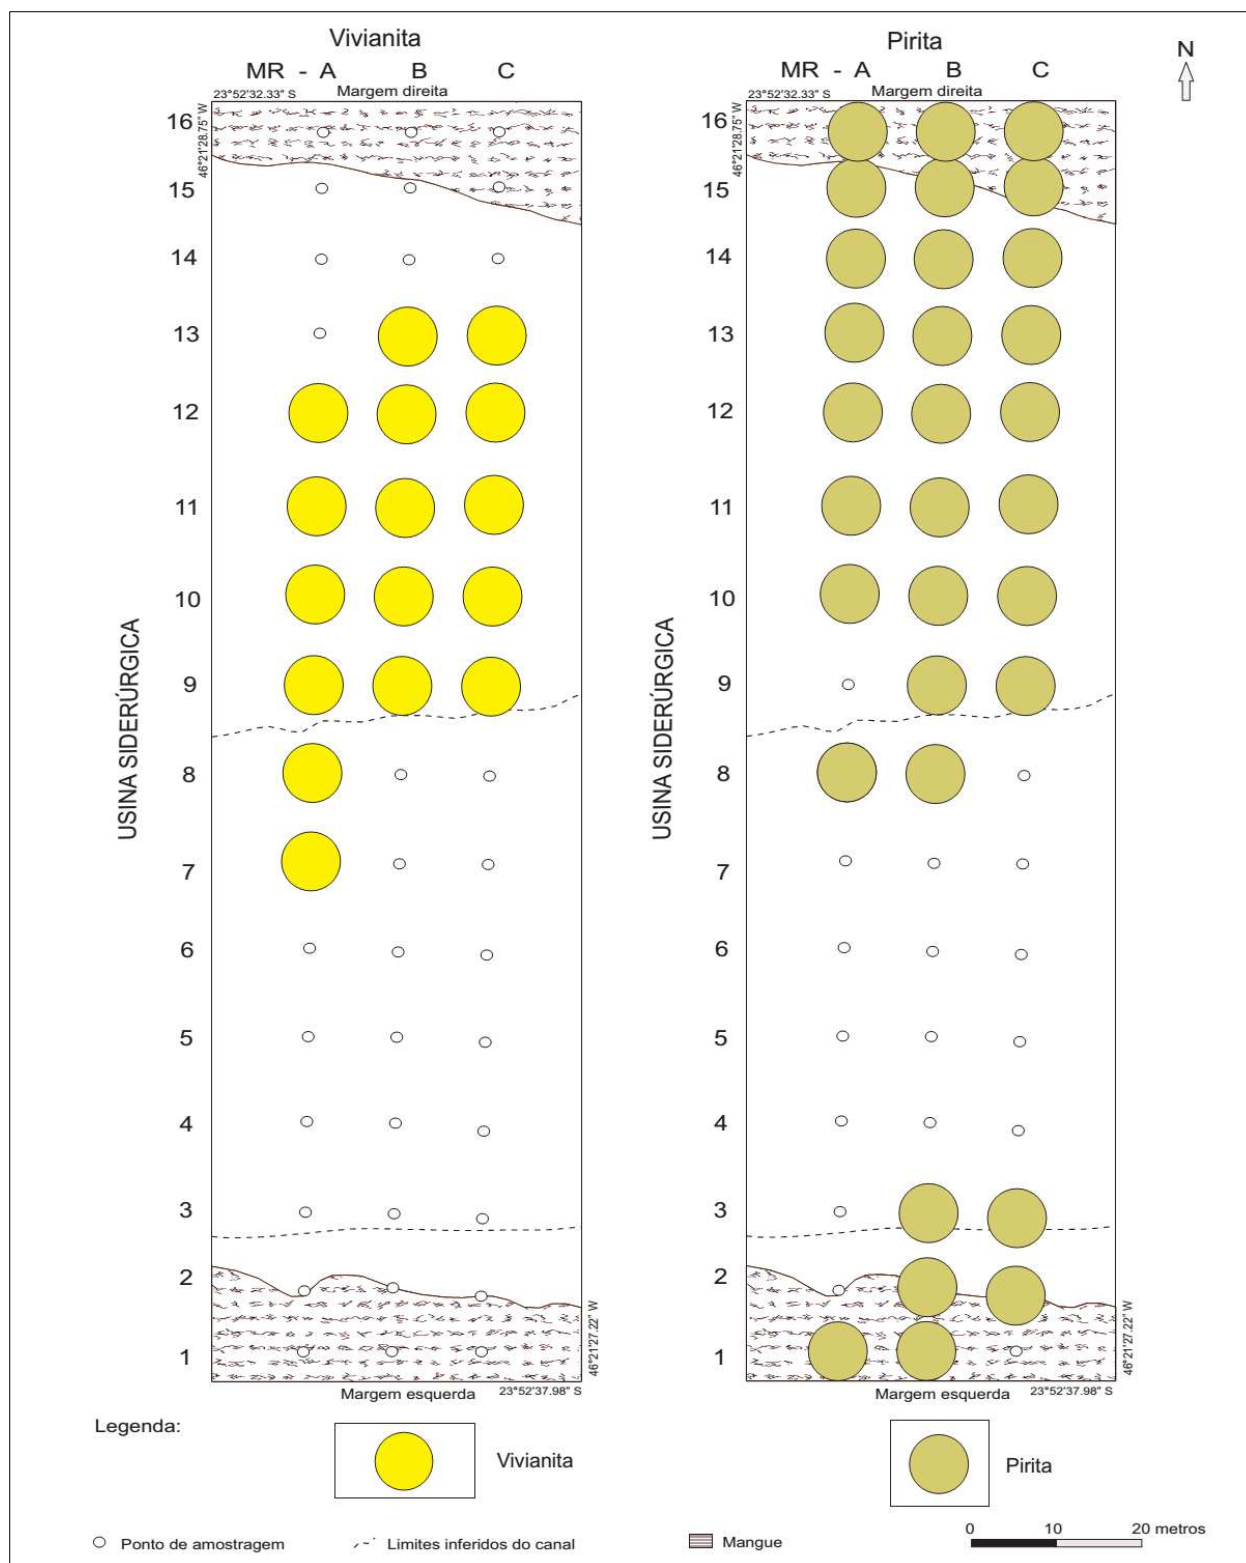 Vivianita
MR - A B C
23°52'32.33" S Margem direita
46°21'28.75" W
16
15
14
13
12
11
10
9
8
7
6
5
4
3
2
1
USINA SIDERÚRGICA
46°21'27.22" W
Margem esquerda 23°52'37.98" S
Pirita
MR - A B C
23°52'32.33" S Margem direita
46°21'28.75" W
16
15
14
13
12
11
10
9
8
7
6
5
4
3
2
1
USINA SIDERÚRGICA
46°21'27.22" W
Margem esquerda 23°52'37.98" S
N
Legenda:
Vivianita
Pirita
Ponto de amostragem
Limites inferidos do canal
Mangue
0 10 20 metros